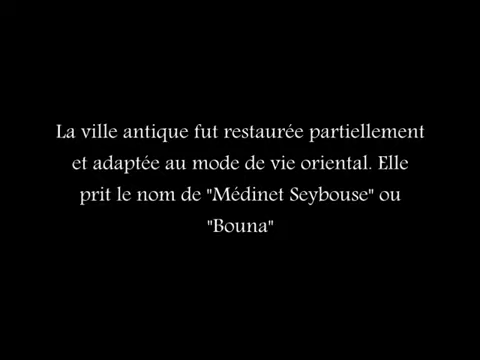 La ville antique fut restaurée partiellement
et adaptée au mode de vie oriental. Elle
prit le nom de "Médinet Seybouse" ou
"Bouna"